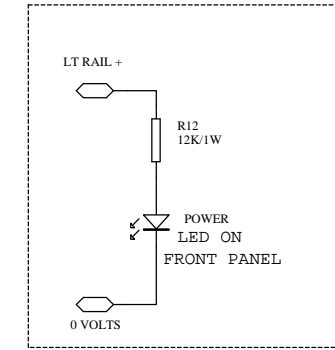 LT RAIL +
R12
12K/1W
POWER
LED ON
FRONT PANEL
0 VOLTS